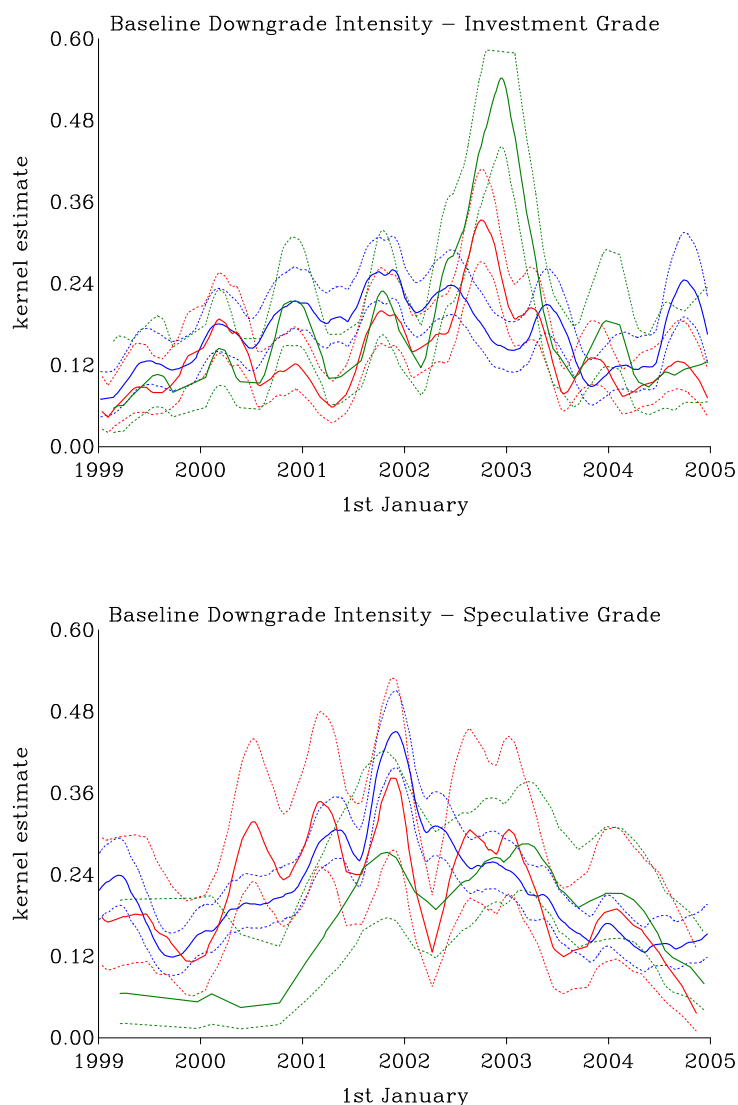 Baseline Downgrade Intensity – Investment Grade
0.60
0.48
0.36
0.24
0.12
0.00
kernel estimate
1999 2000 2001 2002 2003 2004 2005
1st January
Baseline Downgrade Intensity – Speculative Grade
0.60
0.48
0.36
0.24
0.12
0.00
kernel estimate
1999 2000 2001 2002 2003 2004 2005
1st January